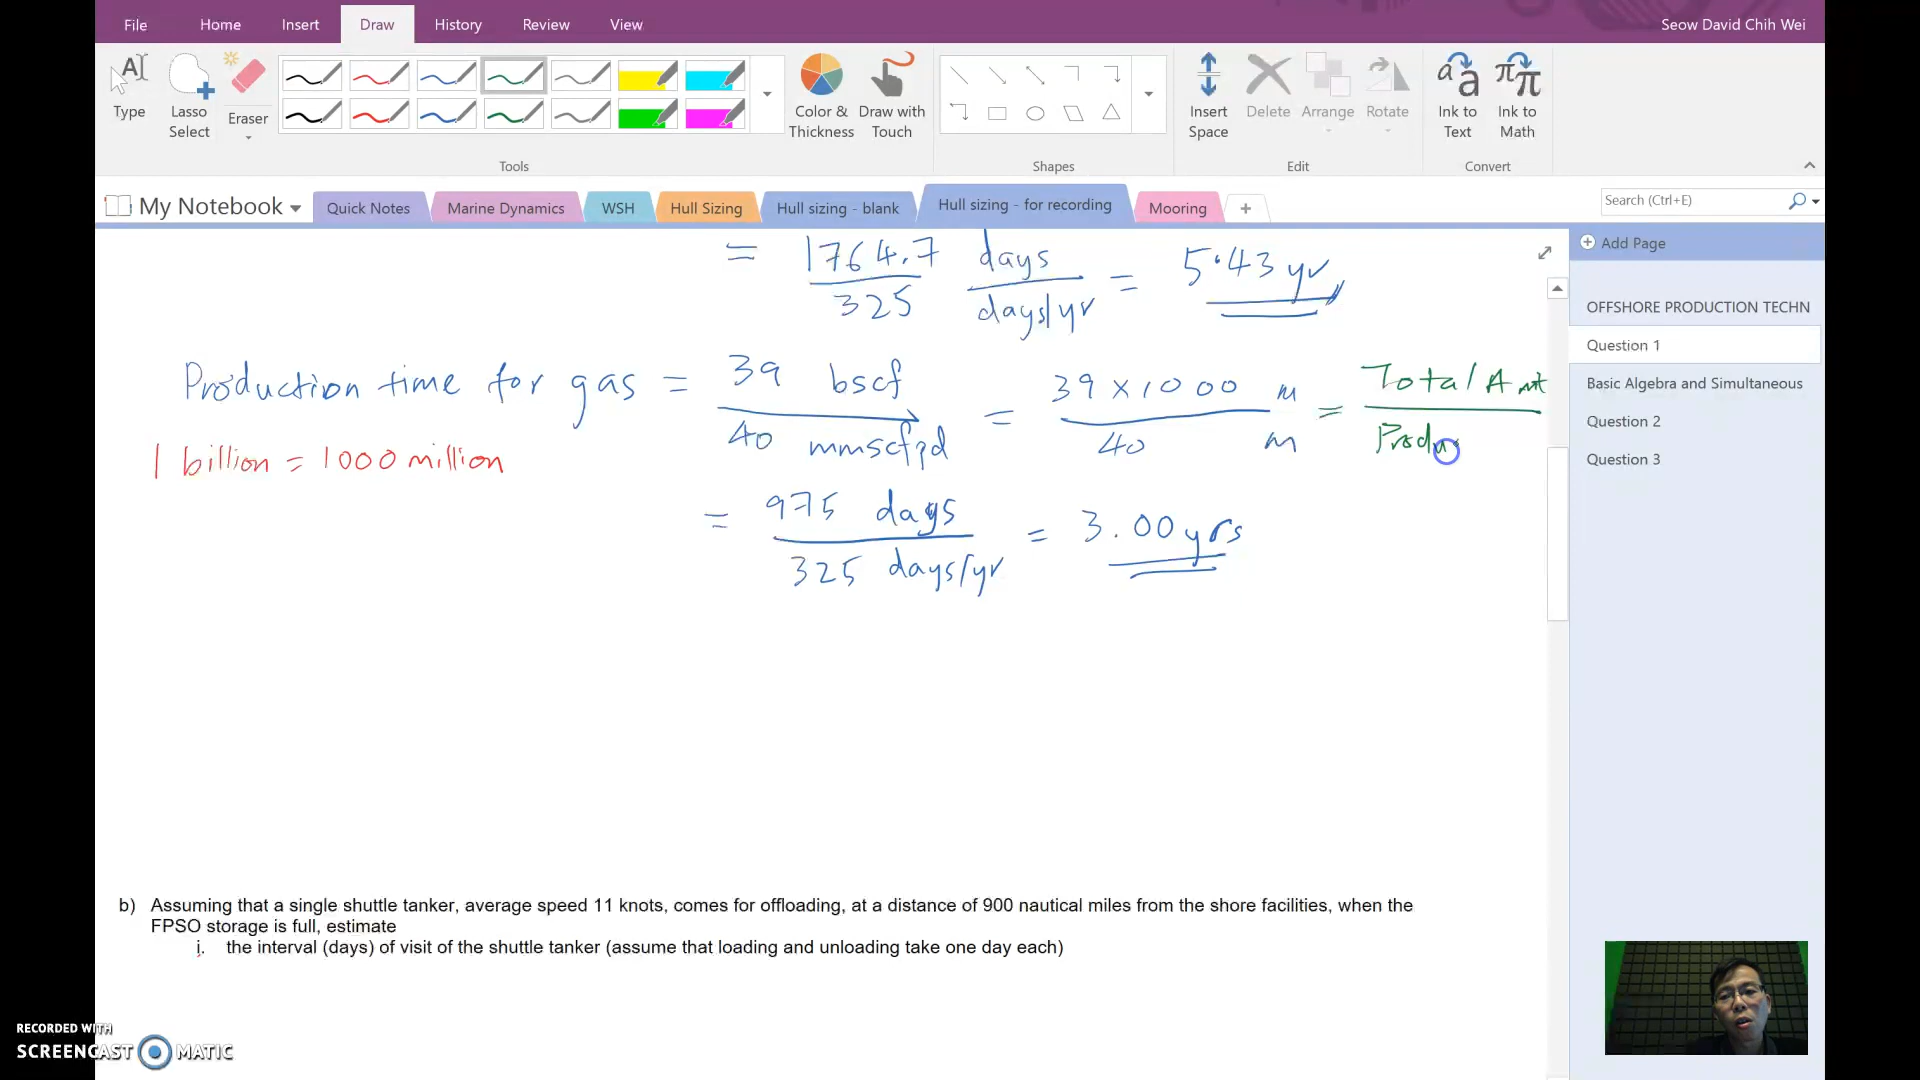 File Home Insert Draw History Review View Seow David Chih Wei
Type
Lasso Select
Eraser
Color & Thickness
Draw with Touch
Insert Space
Delete
Arrange
Rotate
Ink to Text
Ink to Math
Tools Shapes Edit Convert
My Notebook Quick Notes Marine Dynamics WSH Hull Sizing Hull sizing - blank Hull sizing - for recording Mooring
Search (Ctrl+E)
Add Page
OFFSHORE PRODUCTION TECHN
Question 1
Basic Algebra and Simultaneous
Question 2
Question 3
= 1764.7 days = 5.43 yr
325 days/yr
Production time for gas = 39 bscf = 39 x 1000 m = Total Amt
40 mmscfpd 40 m Produ
1 billion = 1000 million
= 975 days = 3.00 yrs
325 days/yr
b) Assuming that a single shuttle tanker, average speed 11 knots, comes for offloading, at a distance of 900 nautical miles from the shore facilities, when the
FPSO storage is full, estimate
i. the interval (days) of visit of the shuttle tanker (assume that loading and unloading take one day each)
RECORDED WITH
SCREENCAST MATIC